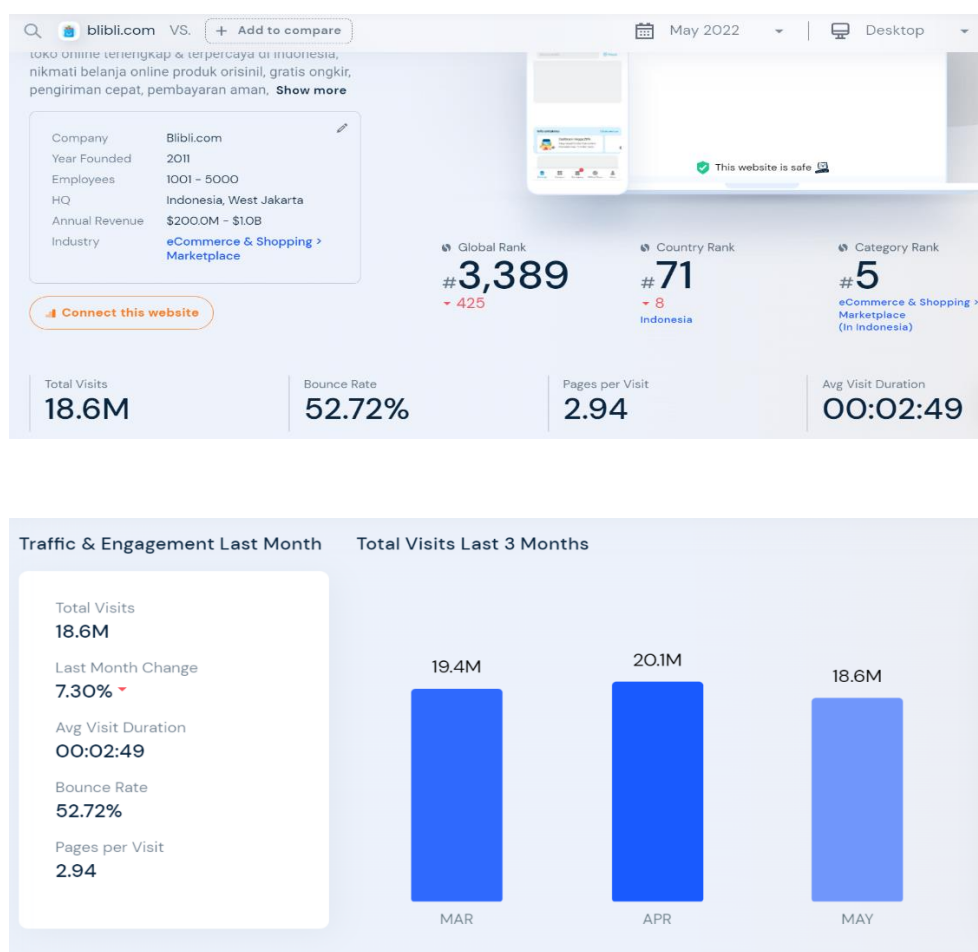 blibli.com VS. + Add to compare
May 2022
Desktop
toko online terlengkap & terpercaya di Indonesia,
nikmati belanja online produk orisinil, gratis ongkir,
pengiriman cepat, pembayaran aman, Show more
Company Blibli.com
Year Founded 2011
Employees 1001 - 5000
HQ Indonesia, West Jakarta
Annual Revenue $200.0M - $1.0B
Industry eCommerce & Shopping >
Marketplace
Connect this website
This website is safe
Global Rank
#3,389
425
Country Rank
#71
8
Indonesia
Category Rank
#5
eCommerce & Shopping >
Marketplace
(In Indonesia)
Total Visits
18.6M
Bounce Rate
52.72%
Pages per Visit
2.94
Avg Visit Duration
00:02:49
Traffic & Engagement Last Month
Total Visits
18.6M
Last Month Change
7.30%
Avg Visit Duration
00:02:49
Bounce Rate
52.72%
Pages per Visit
2.94
Total Visits Last 3 Months
19.4M
20.1M
18.6M
MAR
APR
MAY